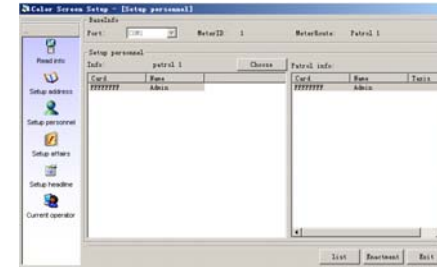 Color Screen Setup - [Setup personnel]
BaseInfo
Port: COM1 MeterID: 1 MeterRoute: Patrol 1
Read info
Setup address
Setup personnel
Setup affairs
Setup headline
Current operator
Setup personnel
Info: patrol 1 Choose
Card Name
FFFFFFFF Admin
Patrol info:
Card Name
FFFFFFFF Admin
List Enactment Exit